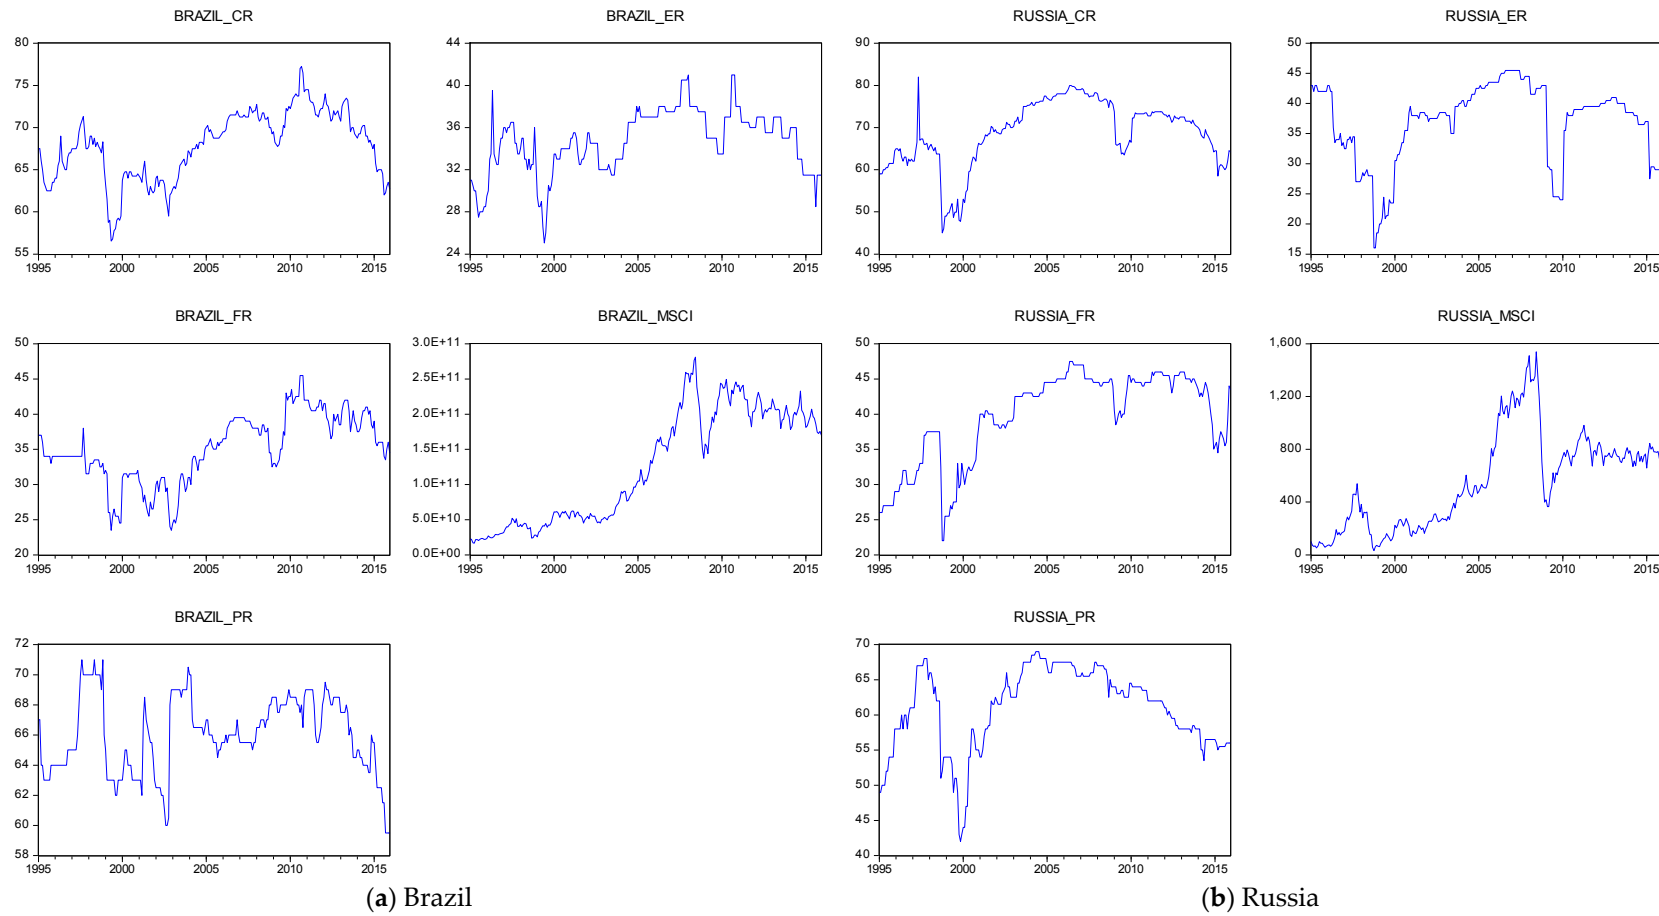 BRAZIL_CR
80
75
70
65
60
55
1995 2000 2005 2010 2015
BRAZIL_ER
44
40
36
32
28
24
1995 2000 2005 2010 2015
RUSSIA_CR
90
80
70
60
50
40
1995 2000 2005 2010 2015
RUSSIA_ER
50
45
40
35
30
25
20
15
1995 2000 2005 2010 2015
BRAZIL_FR
50
45
40
35
30
25
20
1995 2000 2005 2010 2015
BRAZIL_MSCI
3.0E+11
2.5E+11
2.0E+11
1.5E+11
1.0E+11
5.0E+10
0.0E+00
1995 2000 2005 2010 2015
RUSSIA_FR
50
45
40
35
30
25
20
1995 2000 2005 2010 2015
RUSSIA_MSCI
1,600
1,200
800
400
0
1995 2000 2005 2010 2015
BRAZIL_PR
72
70
68
66
64
62
60
58
1995 2000 2005 2010 2015
RUSSIA_PR
70
65
60
55
50
45
40
1995 2000 2005 2010 2015
(a) Brazil
(b) Russia